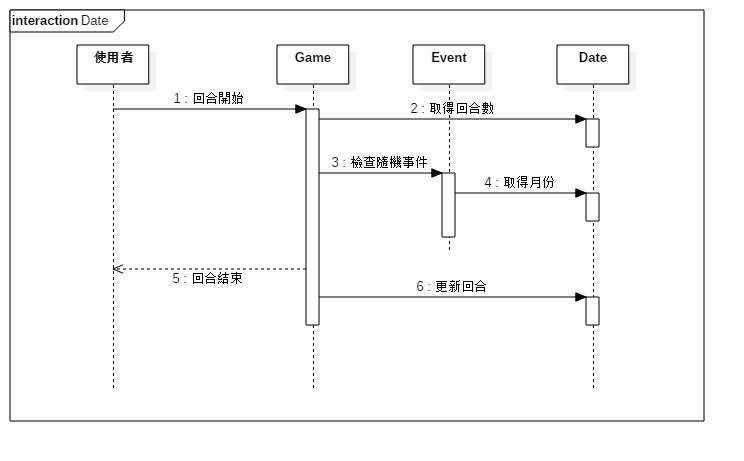 interaction Date
使用者
Game
Event
Date
1 : 回合開始
2 : 取得回合數
3 : 檢查隨機事件
4 : 取得月份
5 : 回合結束
6 : 更新回合